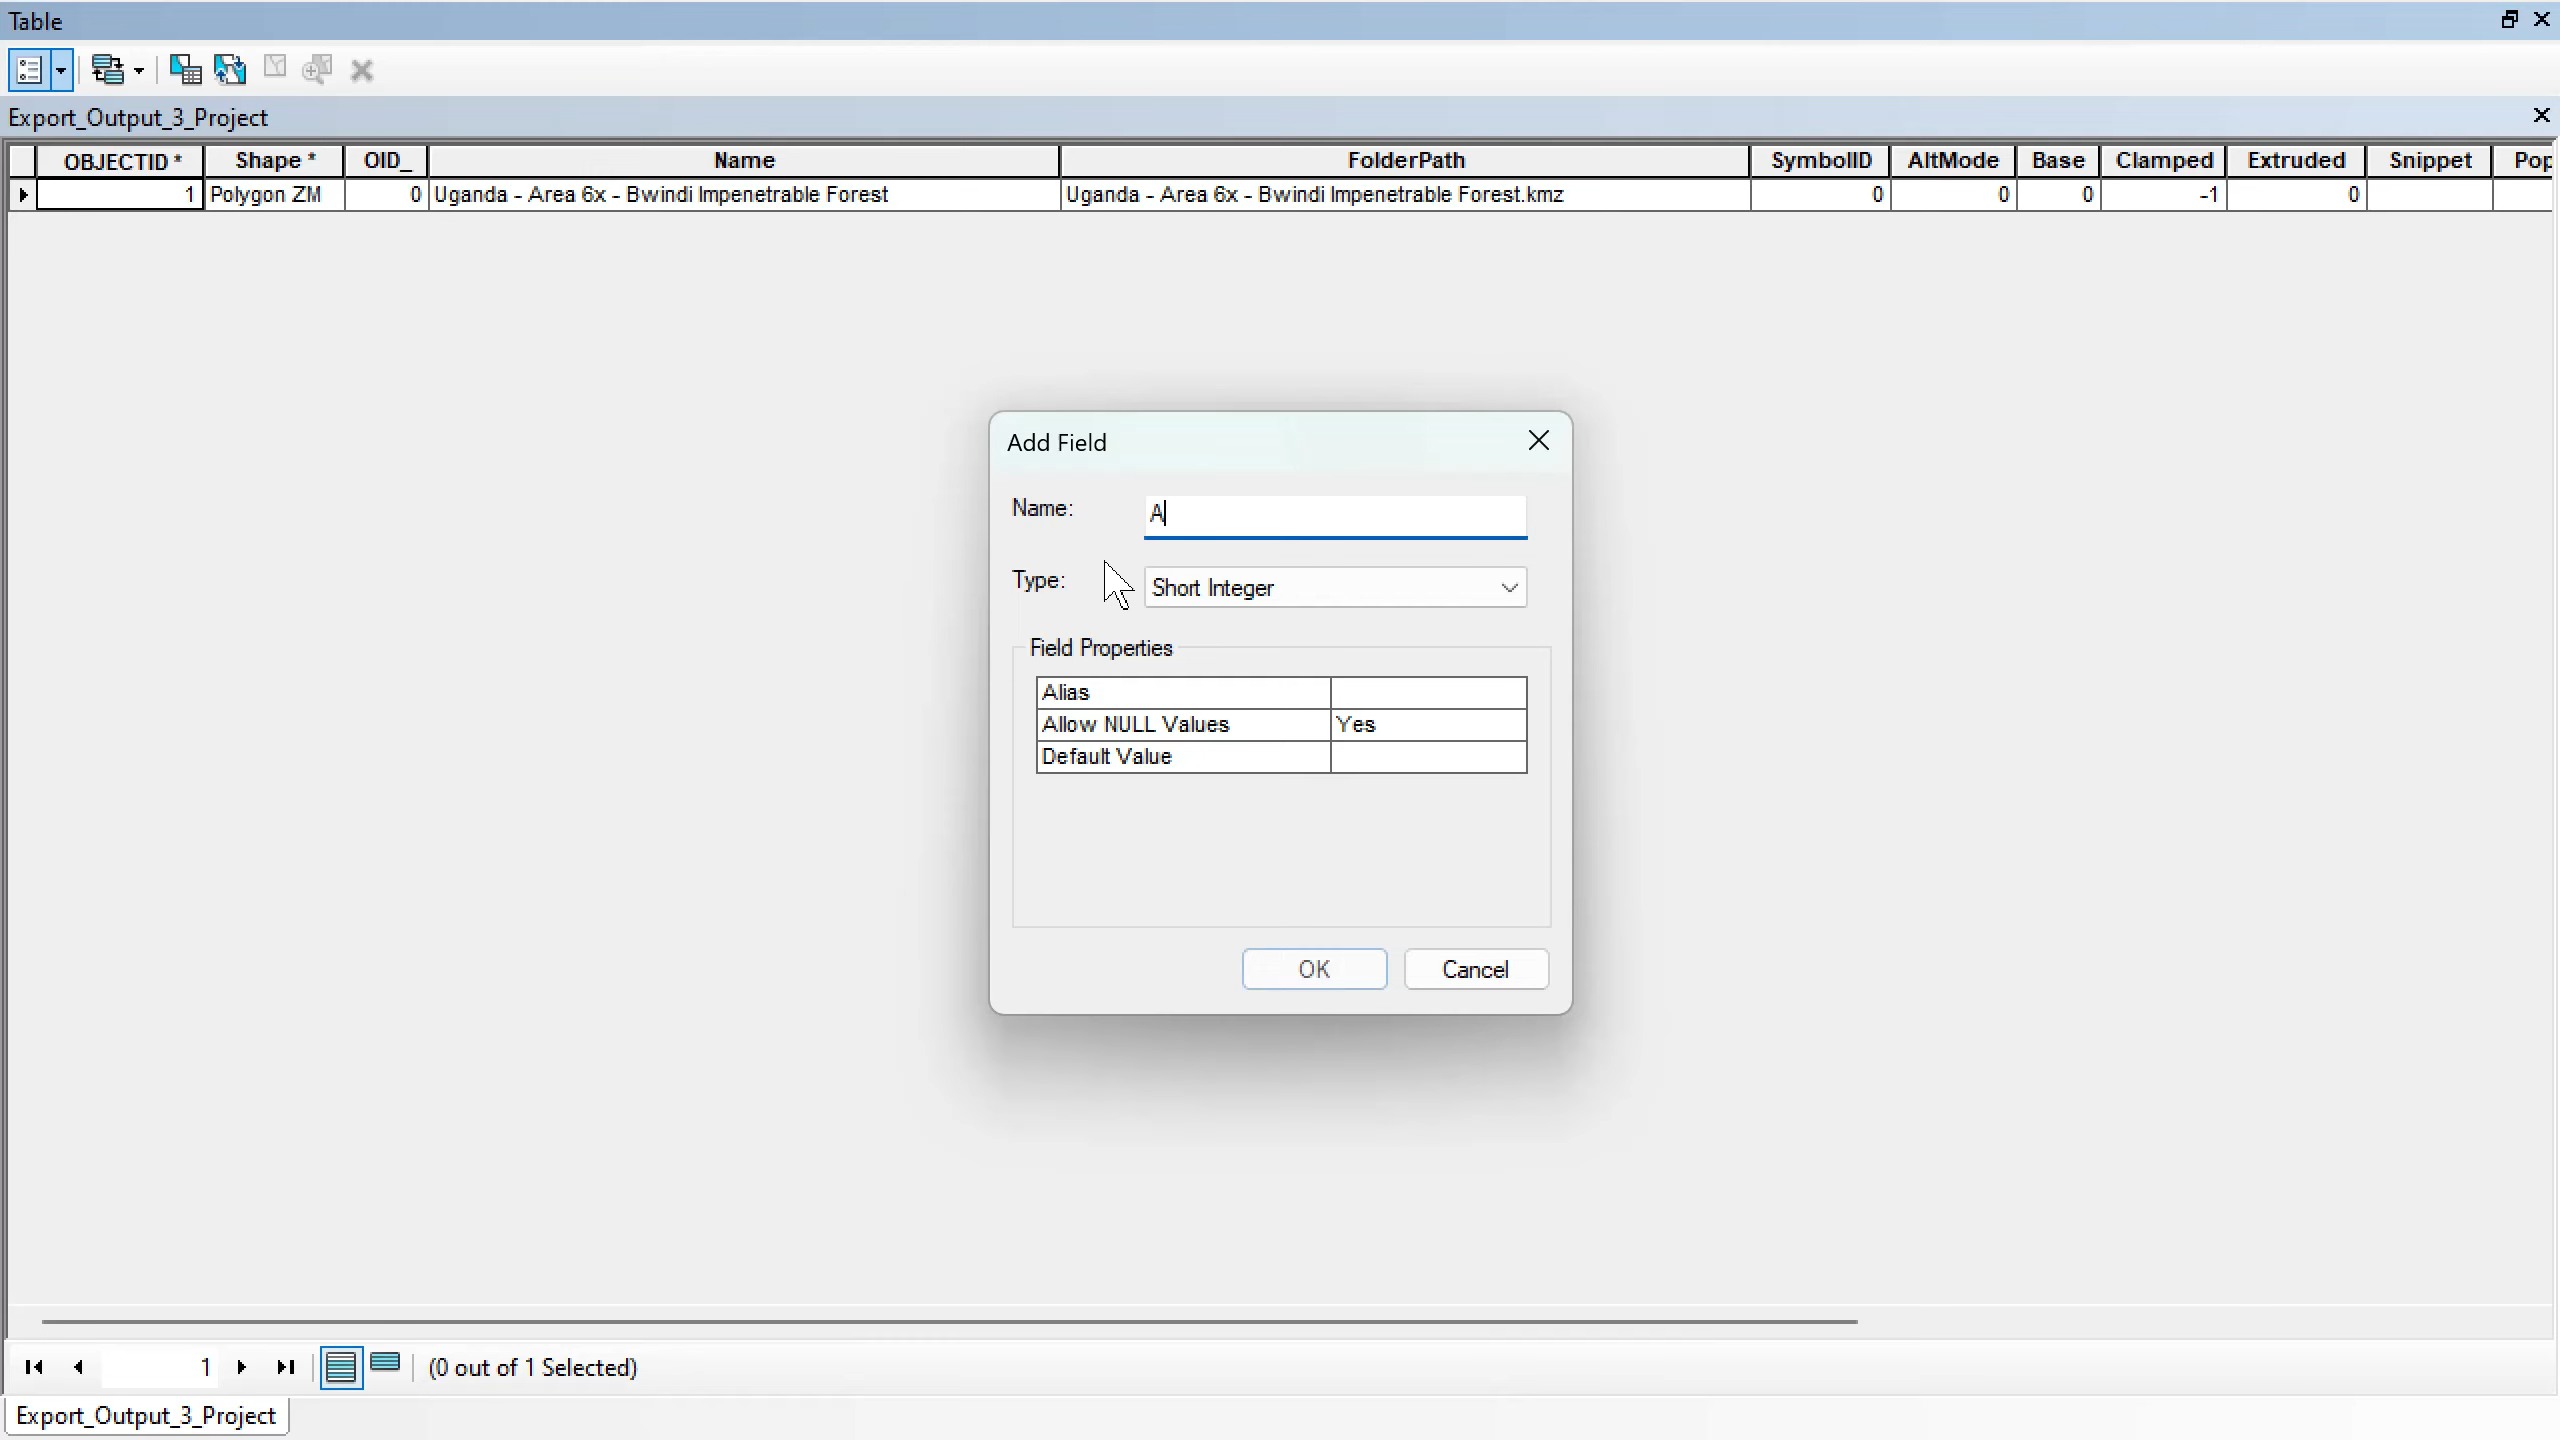 Table
Export_Output_3_Project
OBJECTID * Shape * OID_ Name FolderPath SymbolID AltMode Base Clamped Extruded Snippet Pop
1 Polygon ZM 0 Uganda - Area 6x - Bwindi Impenetrable Forest Uganda - Area 6x - Bwindi Impenetrable Forest.kmz 0 0 0 -1 0
Add Field
Name: A
Type: Short Integer
Field Properties
Alias
Allow NULL Values Yes
Default Value
OK Cancel
1 (0 out of 1 Selected)
Export_Output_3_Project